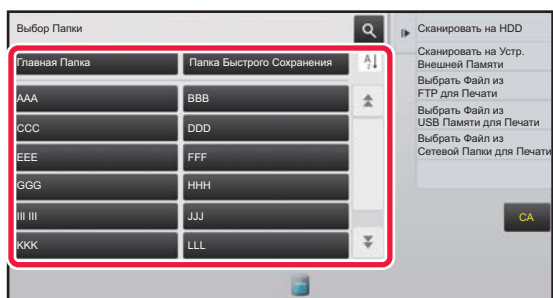 Выбор Папки
Главная Папка
Папка Быстрого Сохранения
AAA
BBB
CCC
DDD
EEE
FFF
GGG
HHH
III III
JJJ
KKK
LLL
Сканировать на HDD
Сканировать на Устр.
Внешней Памяти
Выбрать Файл из
FTP для Печати
Выбрать Файл из
USB Памяти для Печати
Выбрать Файл из
Сетевой Папки для Печати
CA